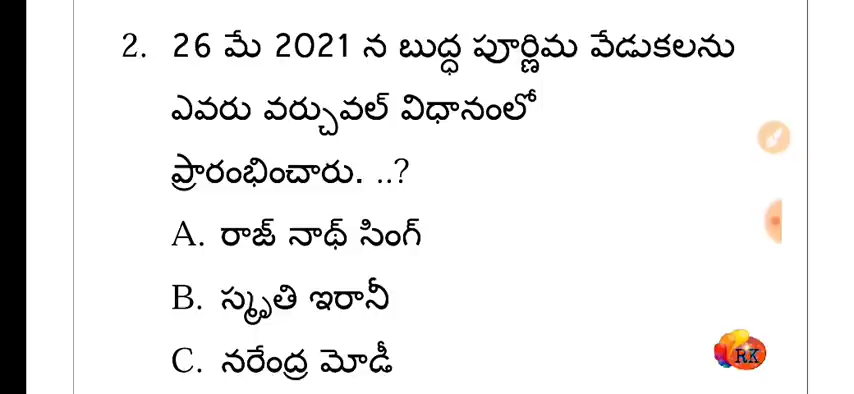 2. 26 మే 2021 న బుద్ధ పూర్ణిమ వేడుకలను
ఎవరు వర్చువల్ విధానంలో
ప్రారంభించారు. ..?
A. రాజ్ నాథ్ సింగ్
B. స్మృతి ఇరానీ
C. నరేంద్ర మోడీ
RK